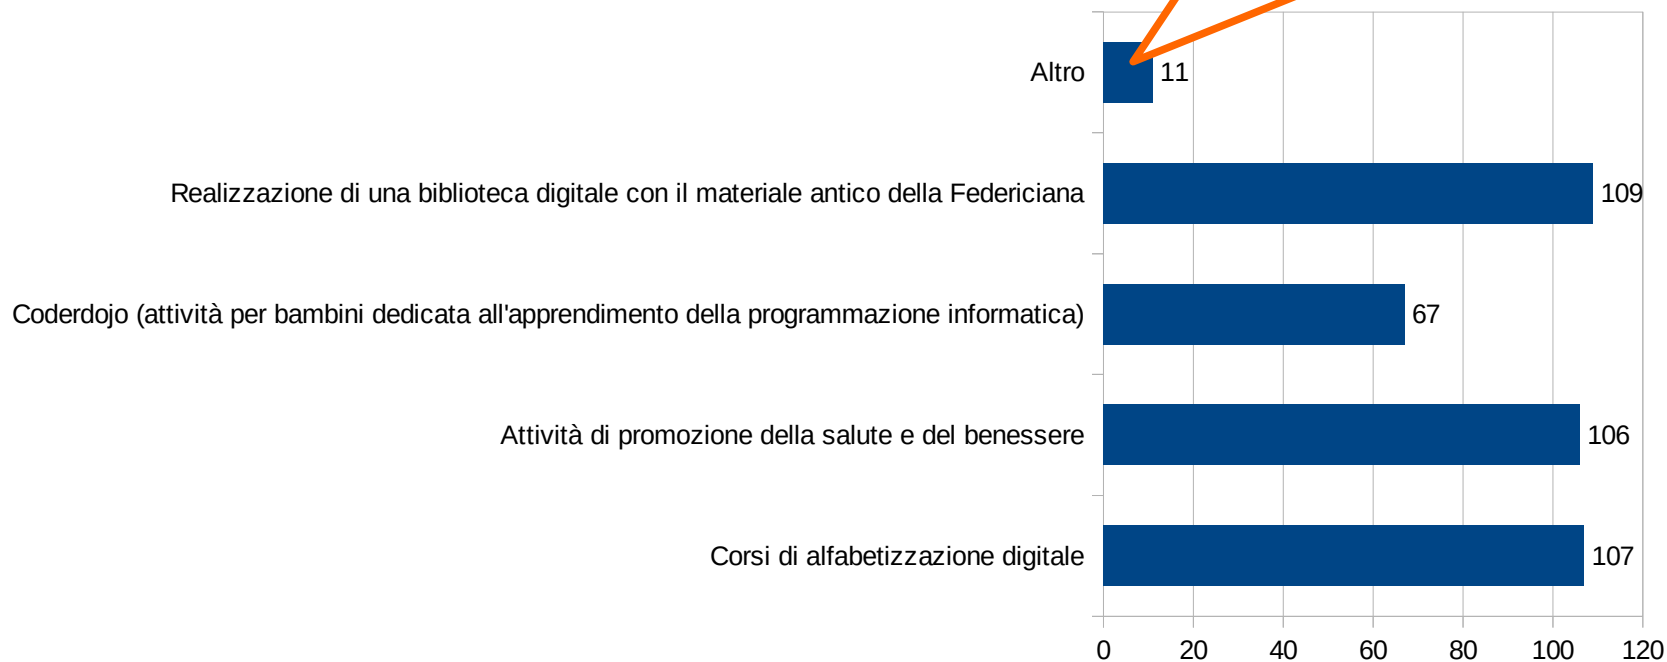 Altro
11
Realizzazione di una biblioteca digitale con il materiale antico della Federiciana
109
Coderdojo (attività per bambini dedicata all'apprendimento della programmazione informatica)
67
Attività di promozione della salute e del benessere
106
Corsi di alfabetizzazione digitale
107
0 20 40 60 80 100 120